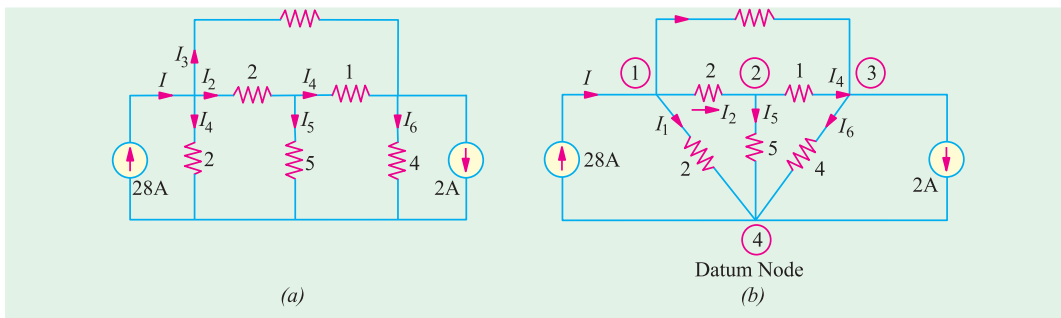 I₃
I I₂ 2 I₄ 1
I₄ I₅ I₆
28A 2 5 4 2A
(a)
I 1 2 2 1 I₄ 3
I₁ I₂ I₅ I₆
28A 2 5 4 2A
4
Datum Node
(b)